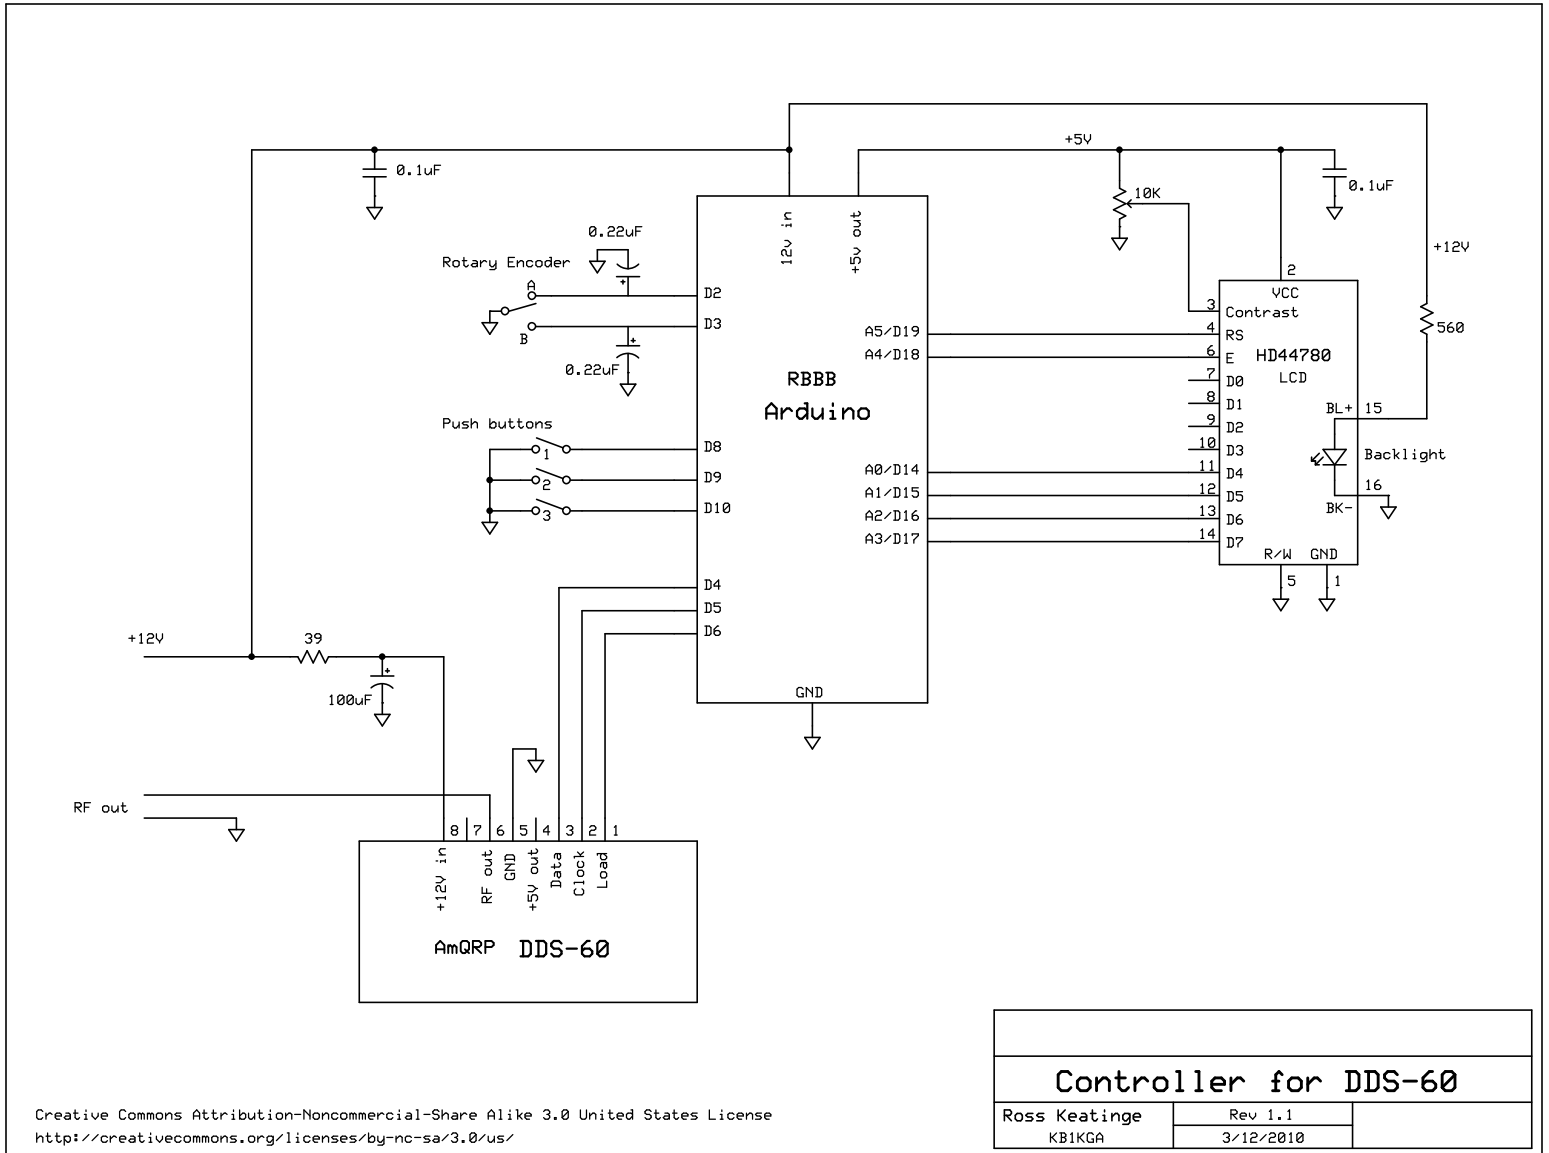 +5V
0.1uF
10K
0.1uF
0.22uF
12v in
+5v out
+12V
Rotary Encoder
A
B
+
+
0.22uF
D2
D3
2
VCC
3
Contrast
A5/D19
4
RS
A4/D18
6
E
HD44780
LCD
560
RBBB
Arduino
7
D0
8
D1
9
D2
10
D3
BL+
15
Backlight
Push buttons
1
2
3
D8
D9
D10
A0/D14
11
D4
A1/D15
12
D5
A2/D16
13
D6
A3/D17
14
D7
16
BK-
R/W
GND
5
1
D4
D5
D6
+12V
39
+
100uF
GND
RF out
8
7
6
5
4
3
2
1
+12V in
RF out
GND
+5V out
Data
Clock
Load
AmQRP DDS-60
Controller for DDS-60
Ross Keatinge
KB1KGA
Rev 1.1
3/12/2010
Creative Commons Attribution-Noncommercial-Share Alike 3.0 United States License
http://creativecommons.org/licenses/by-nc-sa/3.0/us/